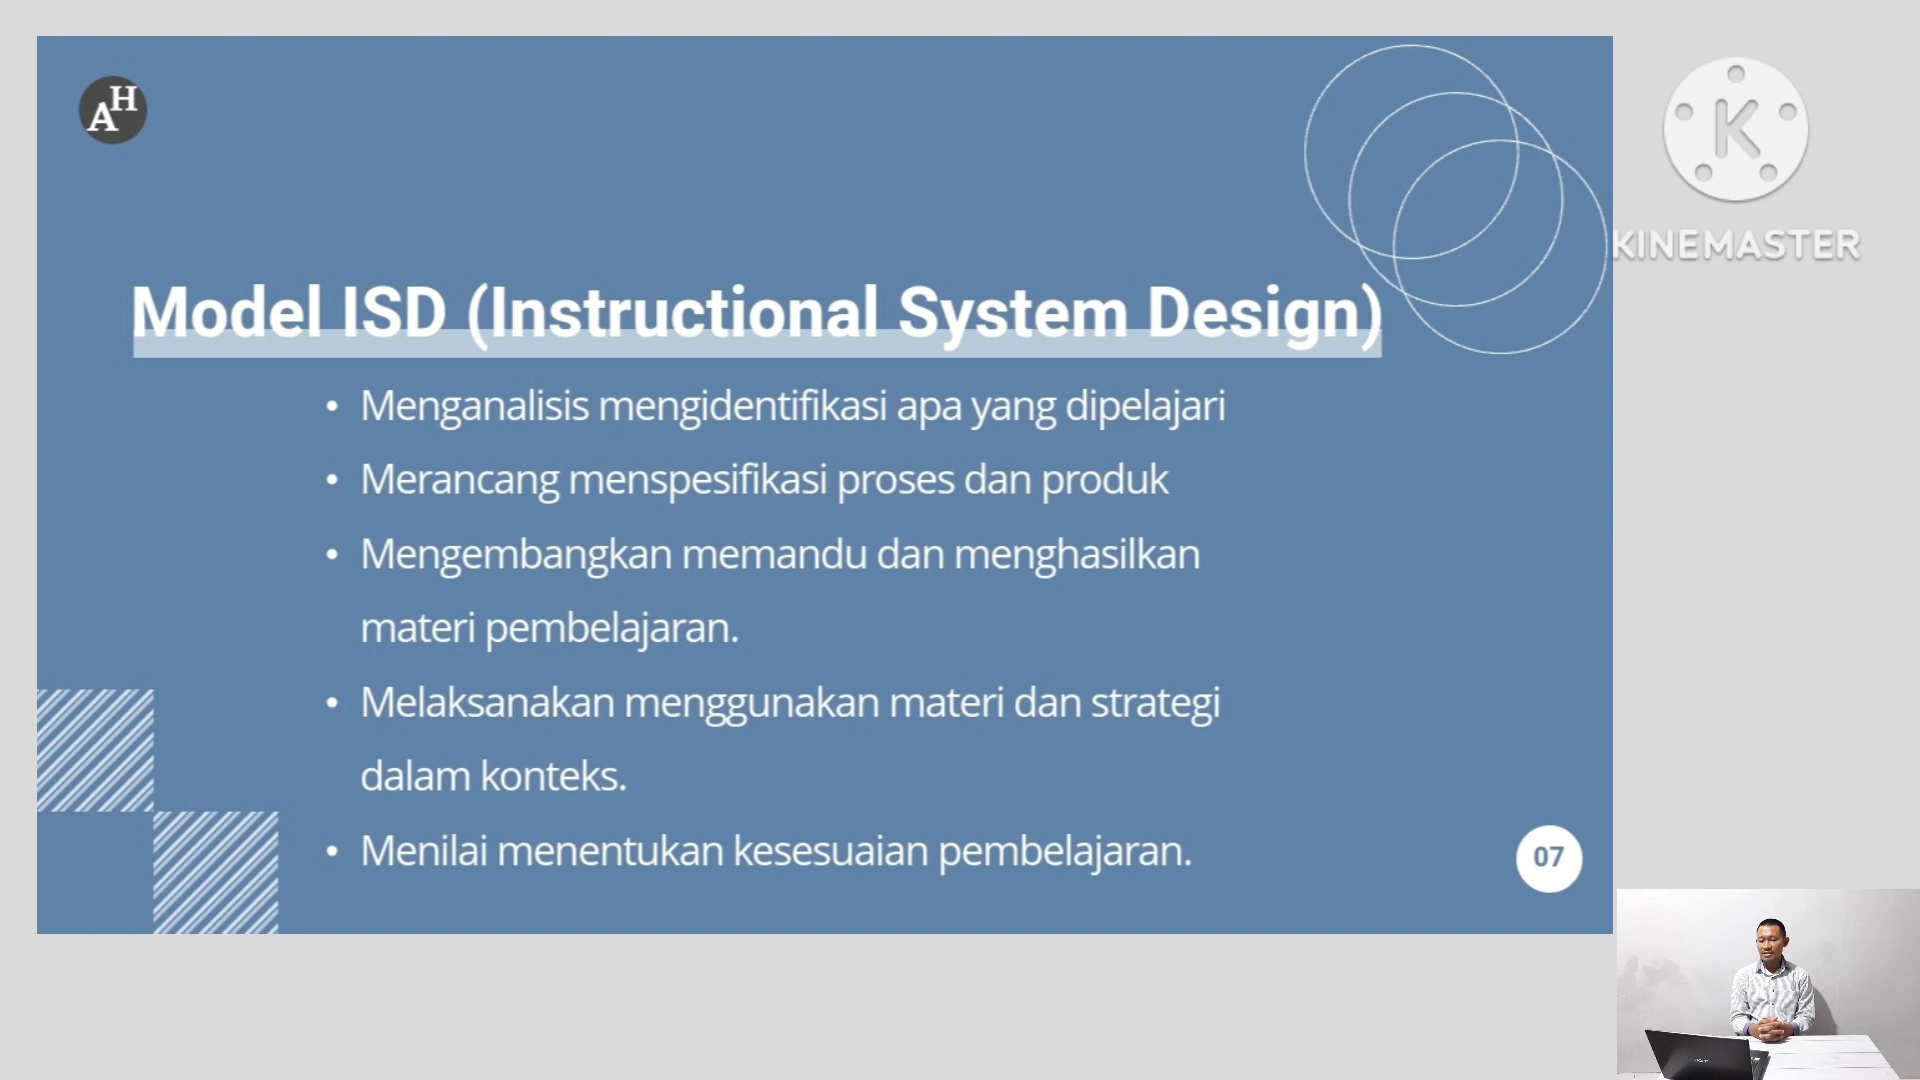 AH
Model ISD (Instructional System Design)
• Menganalisis mengidentifikasi apa yang dipelajari
• Merancang menspesifikasi proses dan produk
• Mengembangkan memandu dan menghasilkan
materi pembelajaran.
• Melaksanakan menggunakan materi dan strategi
dalam konteks.
• Menilai menentukan kesesuaian pembelajaran.
07
K
KINEMASTER